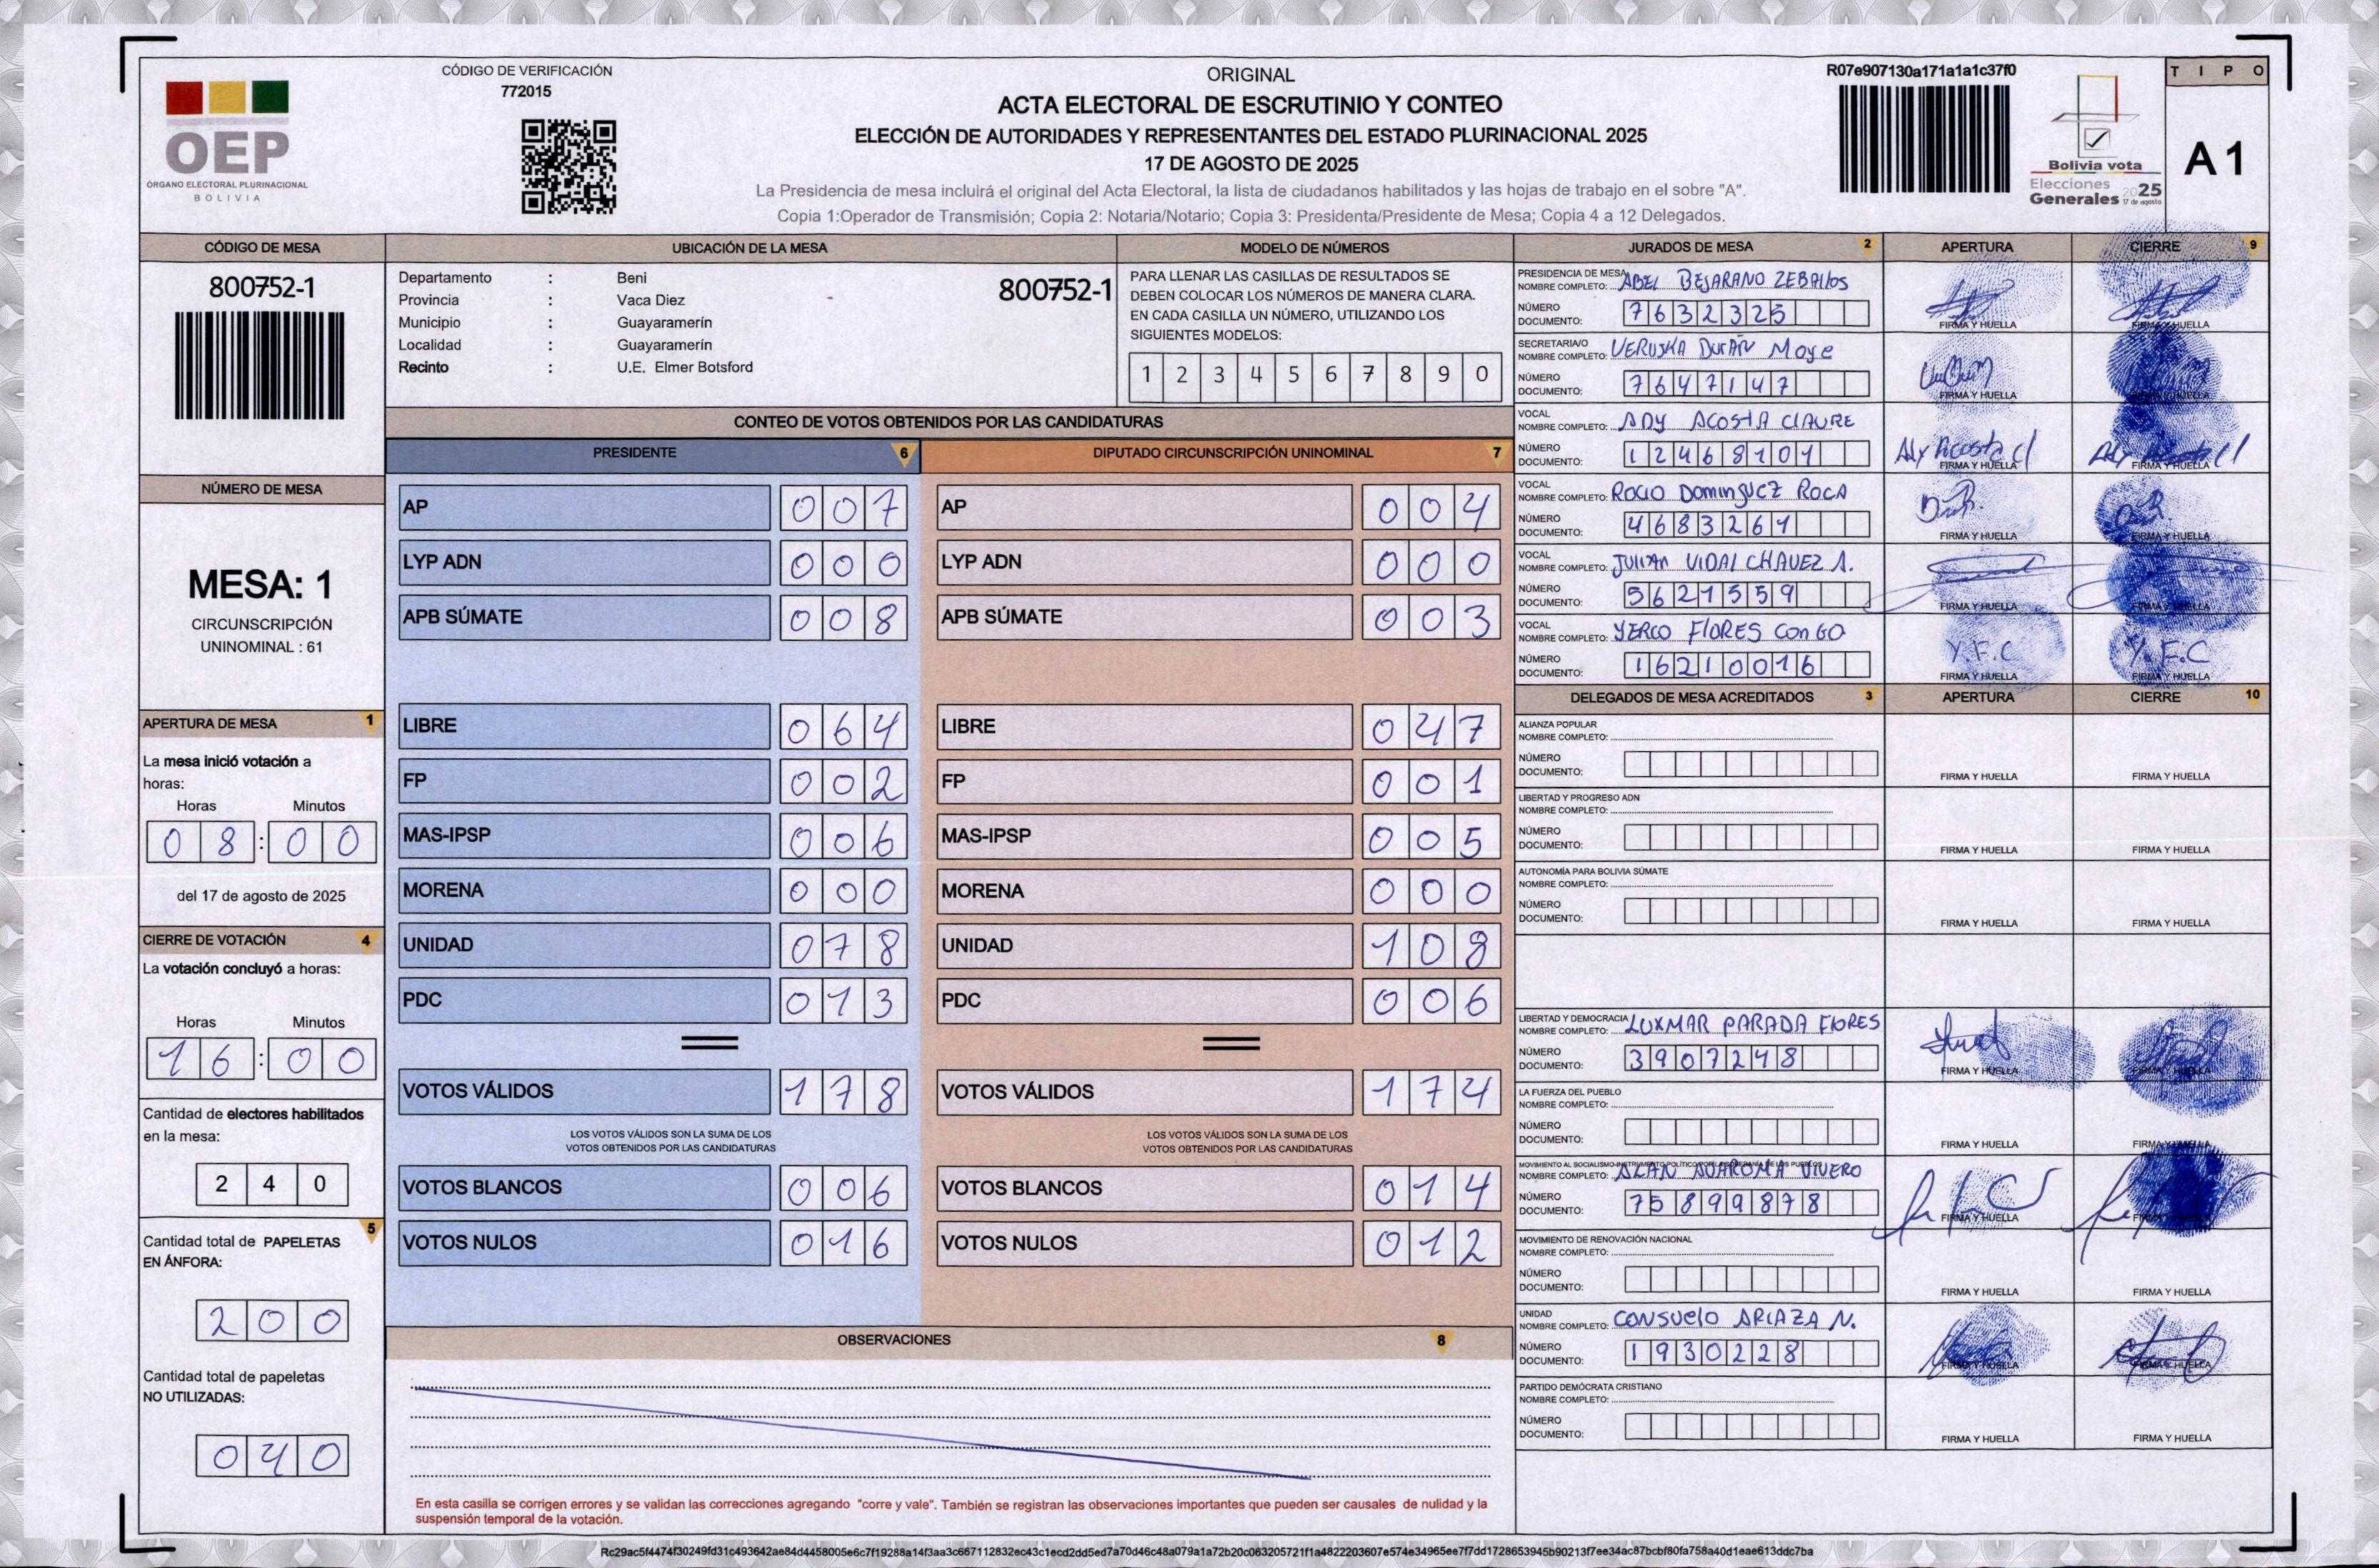 CÓDIGO DE VERIFICACIÓN
772015
OEP
ÓRGANO ELECTORAL PLURINACIONAL
BOLIVIA
ORIGINAL
ACTA ELECTORAL DE ESCRUTINIO Y CONTEO
ELECCIÓN DE AUTORIDADES Y REPRESENTANTES DEL ESTADO PLURINACIONAL 2025
17 DE AGOSTO DE 2025
La Presidencia de mesa incluirá el original del Acta Electoral, la lista de ciudadanos habilitados y las hojas de trabajo en el sobre "A".
Copia 1:Operador de Transmisión; Copia 2: Notaria/Notario; Copia 3: Presidenta/Presidente de Mesa; Copia 4 a 12 Delegados.
R07e907130a171a1a1c37f0
Bolivia vota
Elecciones
Generales 2025
17 de agosto
TIPO
A 1
CÓDIGO DE MESA
800752-1
NÚMERO DE MESA
MESA: 1
CIRCUNSCRIPCIÓN
UNINOMINAL : 61
APERTURA DE MESA 1
La mesa inició votación a
horas:
Horas Minutos
08:00
del 17 de agosto de 2025
CIERRE DE VOTACIÓN 4
La votación concluyó a horas:
Horas Minutos
16:00
Cantidad de electores habilitados
en la mesa:
240
5
Cantidad total de PAPELETAS
EN ÁNFORA:
200
Cantidad total de papeletas
NO UTILIZADAS:
040
UBICACIÓN DE LA MESA
Departamento : Beni
800752-1
Provincia : Vaca Diez
Municipio : Guayaramerín
Localidad : Guayaramerín
Recinto : U.E. Elmer Botsford
MODELO DE NÚMEROS
PARA LLENAR LAS CASILLAS DE RESULTADOS SE
DEBEN COLOCAR LOS NÚMEROS DE MANERA CLARA.
EN CADA CASILLA UN NÚMERO, UTILIZANDO LOS
SIGUIENTES MODELOS:
1 2 3 4 5 6 7 8 9 0
CONTEO DE VOTOS OBTENIDOS POR LAS CANDIDATURAS
PRESIDENTE 6
AP 007
LYP ADN 000
APB SÚMATE 008
LIBRE 064
FP 002
MAS-IPSP 006
MORENA 000
UNIDAD 078
PDC 013
VOTOS VÁLIDOS 178
LOS VOTOS VÁLIDOS SON LA SUMA DE LOS
VOTOS OBTENIDOS POR LAS CANDIDATURAS
VOTOS BLANCOS 006
VOTOS NULOS 016
DIPUTADO CIRCUNSCRIPCIÓN UNINOMINAL 7
AP 004
LYP ADN 000
APB SÚMATE 003
LIBRE 047
FP 001
MAS-IPSP 005
MORENA 000
UNIDAD 108
PDC 006
VOTOS VÁLIDOS 174
LOS VOTOS VÁLIDOS SON LA SUMA DE LOS
VOTOS OBTENIDOS POR LAS CANDIDATURAS
VOTOS BLANCOS 014
VOTOS NULOS 012
OBSERVACIONES 8
En esta casilla se corrigen errores y se validan las correcciones agregando "corre y vale". También se registran las observaciones importantes que pueden ser causales de nulidad y la
suspensión temporal de la votación.
JURADOS DE MESA 2 APERTURA CIERRE 9
PRESIDENCIA DE MESA
NOMBRE COMPLETO: ABEL BEJARANO ZEBALLOS
NÚMERO
DOCUMENTO: 7632325
FIRMA Y HUELLA FIRMA Y HUELLA
SECRETARIA/O
NOMBRE COMPLETO: VERUSKA DURAN Moye
NÚMERO
DOCUMENTO: 7647147
FIRMA Y HUELLA FIRMA Y HUELLA
VOCAL
NOMBRE COMPLETO: ADY ACOSTA CLAURE
NÚMERO
DOCUMENTO: 12468101
Ady Acosta Cl
FIRMA Y HUELLA FIRMA Y HUELLA
VOCAL
NOMBRE COMPLETO: ROCIO DOMINGUEZ ROCA
NÚMERO
DOCUMENTO: 4683261
FIRMA Y HUELLA FIRMA Y HUELLA
VOCAL
NOMBRE COMPLETO: JULIAN VIDAL CHAVEZ A.
NÚMERO
DOCUMENTO: 5621559
FIRMA Y HUELLA FIRMA Y HUELLA
VOCAL
NOMBRE COMPLETO: YERCO FLORES CONGO
NÚMERO
DOCUMENTO: 16210016
Y.F.C Y.F.C
FIRMA Y HUELLA FIRMA Y HUELLA
DELEGADOS DE MESA ACREDITADOS 3 APERTURA CIERRE 10
ALIANZA POPULAR
NOMBRE COMPLETO:
NÚMERO
DOCUMENTO:
FIRMA Y HUELLA FIRMA Y HUELLA
LIBERTAD Y PROGRESO ADN
NOMBRE COMPLETO:
NÚMERO
DOCUMENTO:
FIRMA Y HUELLA FIRMA Y HUELLA
AUTONOMÍA PARA BOLIVIA SÚMATE
NOMBRE COMPLETO:
NÚMERO
DOCUMENTO:
FIRMA Y HUELLA FIRMA Y HUELLA
LIBERTAD Y DEMOCRACIA
NOMBRE COMPLETO: LUXMAR PARADA FLORES
NÚMERO
DOCUMENTO: 3907248
FIRMA Y HUELLA FIRMA Y HUELLA
LA FUERZA DEL PUEBLO
NOMBRE COMPLETO:
NÚMERO
DOCUMENTO:
FIRMA Y HUELLA FIRMA Y HUELLA
MOVIMIENTO AL SOCIALISMO-INSTRUMENTO POLÍTICO POR LA SOBERANÍA DE LOS PUEBLOS
NOMBRE COMPLETO: ALAN AVAROMA VIVERO
NÚMERO
DOCUMENTO: 75899878
FIRMA Y HUELLA FIRMA Y HUELLA
MOVIMIENTO DE RENOVACIÓN NACIONAL
NOMBRE COMPLETO:
NÚMERO
DOCUMENTO:
FIRMA Y HUELLA FIRMA Y HUELLA
UNIDAD
NOMBRE COMPLETO: CONSUELO ARIAZA N.
NÚMERO
DOCUMENTO: 1930228
FIRMA Y HUELLA FIRMA Y HUELLA
PARTIDO DEMÓCRATA CRISTIANO
NOMBRE COMPLETO:
NÚMERO
DOCUMENTO:
FIRMA Y HUELLA FIRMA Y HUELLA